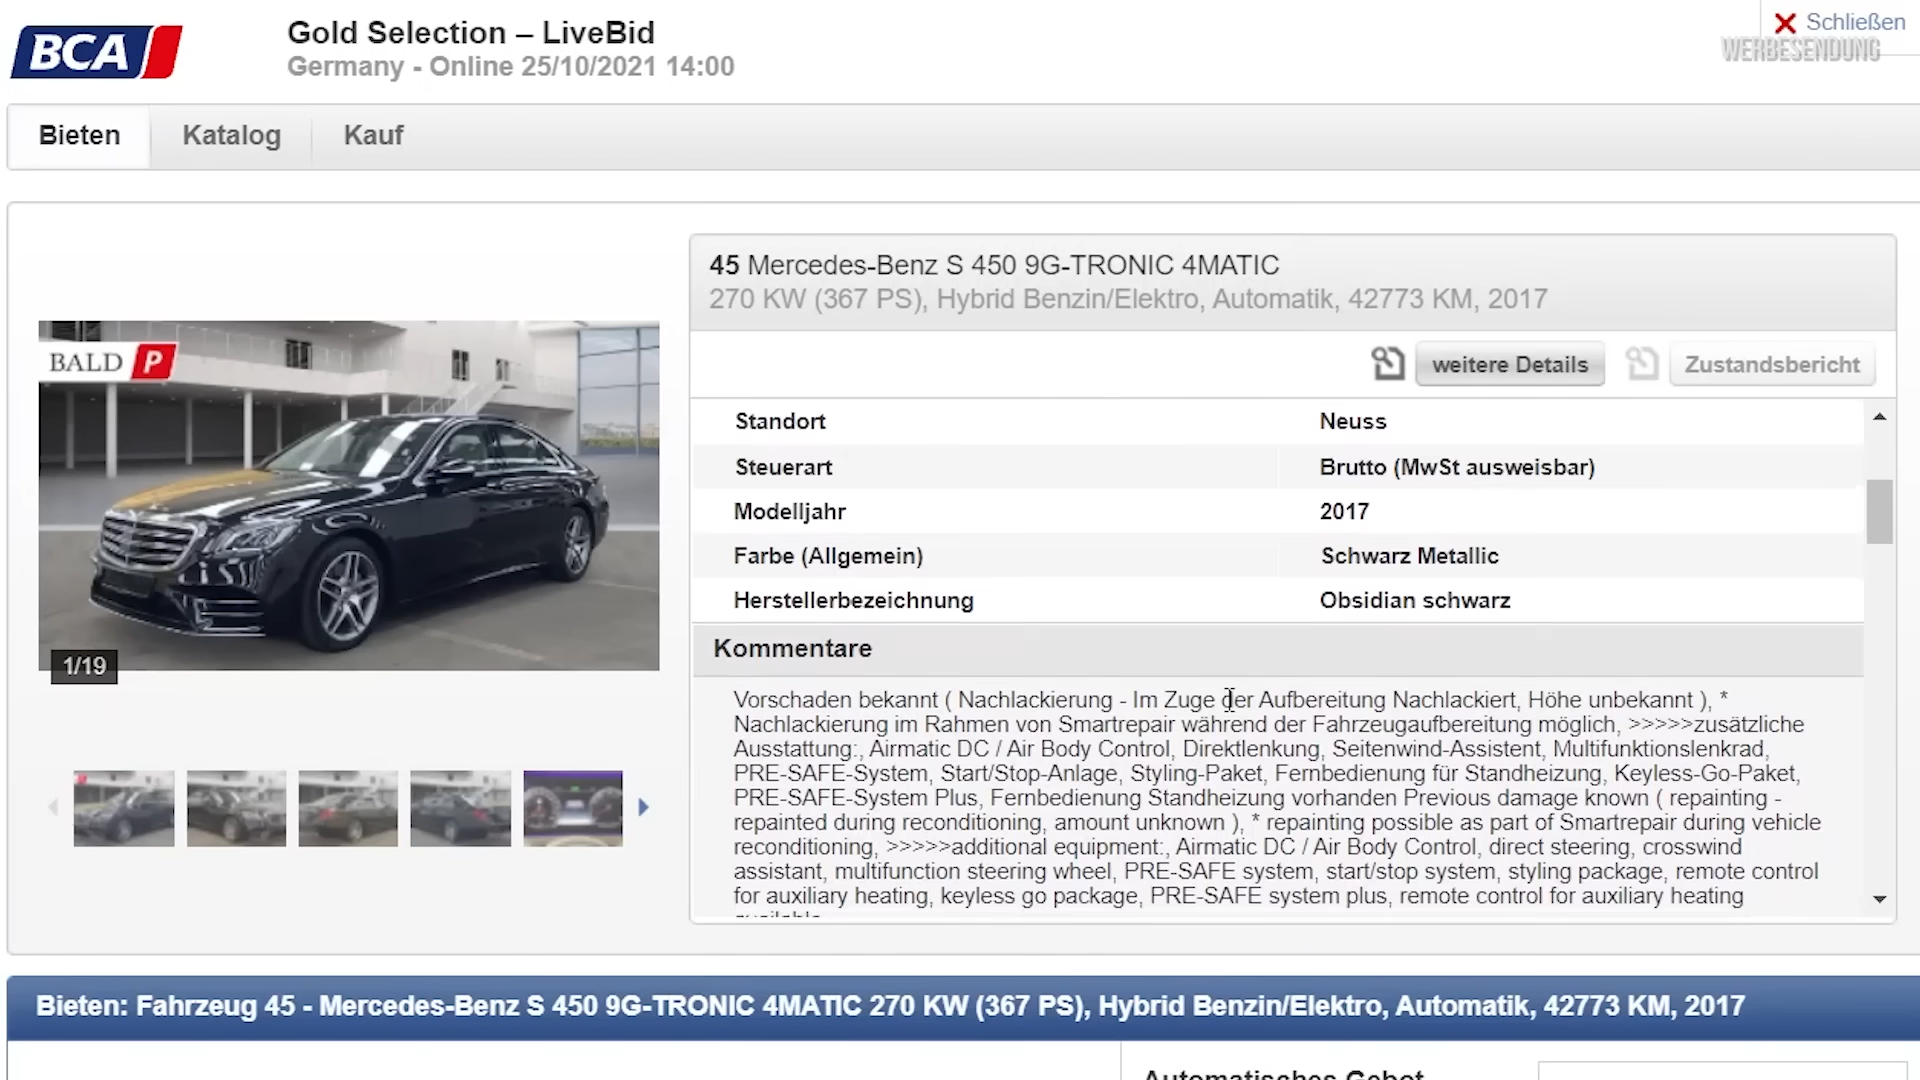 BCA
Gold Selection – LiveBid
Germany - Online 25/10/2021 14:00
Schließen
WERBESENDUNG
Bieten
Katalog
Kauf
45 Mercedes-Benz S 450 9G-TRONIC 4MATIC
270 KW (367 PS), Hybrid Benzin/Elektro, Automatik, 42773 KM, 2017
weitere Details
Zustandsbericht
BALD P
1/19
Standort Neuss
Steuerart Brutto (MwSt ausweisbar)
Modelljahr 2017
Farbe (Allgemein) Schwarz Metallic
Herstellerbezeichnung Obsidian schwarz
Kommentare
Vorschaden bekannt ( Nachlackierung - Im Zuge der Aufbereitung Nachlackiert, Höhe unbekannt ), *
Nachlackierung im Rahmen von Smartrepair während der Fahrzeugaufbereitung möglich, >>>>>zusätzliche
Ausstattung:, Airmatic DC / Air Body Control, Direktlenkung, Seitenwind-Assistent, Multifunktionslenkrad,
PRE-SAFE-System, Start/Stop-Anlage, Styling-Paket, Fernbedienung für Standheizung, Keyless-Go-Paket,
PRE-SAFE-System Plus, Fernbedienung Standheizung vorhanden Previous damage known ( repainting -
repainted during reconditioning, amount unknown ), * repainting possible as part of Smartrepair during vehicle
reconditioning, >>>>>additional equipment:, Airmatic DC / Air Body Control, direct steering, crosswind
assistant, multifunction steering wheel, PRE-SAFE system, start/stop system, styling package, remote control
for auxiliary heating, keyless go package, PRE-SAFE system plus, remote control for auxiliary heating
Bieten: Fahrzeug 45 - Mercedes-Benz S 450 9G-TRONIC 4MATIC 270 KW (367 PS), Hybrid Benzin/Elektro, Automatik, 42773 KM, 2017
Automatisches Gebot